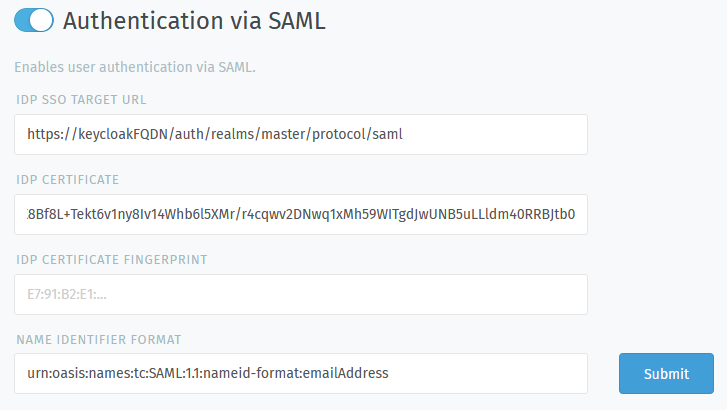 Authentication via SAML
Enables user authentication via SAML.
IDP SSO TARGET URL
https://keycloakFQDN/auth/realms/master/protocol/saml
IDP CERTIFICATE
8Bf8L+Tekt6v1ny8Iv14Whb6l5XMr/r4cqwv2DNwq1xMh59WITgdJwUNB5uLLldm40RRBJtb0
IDP CERTIFICATE FINGERPRINT
E7:91:B2:E1:...
NAME IDENTIFIER FORMAT
urn:oasis:names:tc:SAML:1.1:nameid-format:emailAddress
Submit